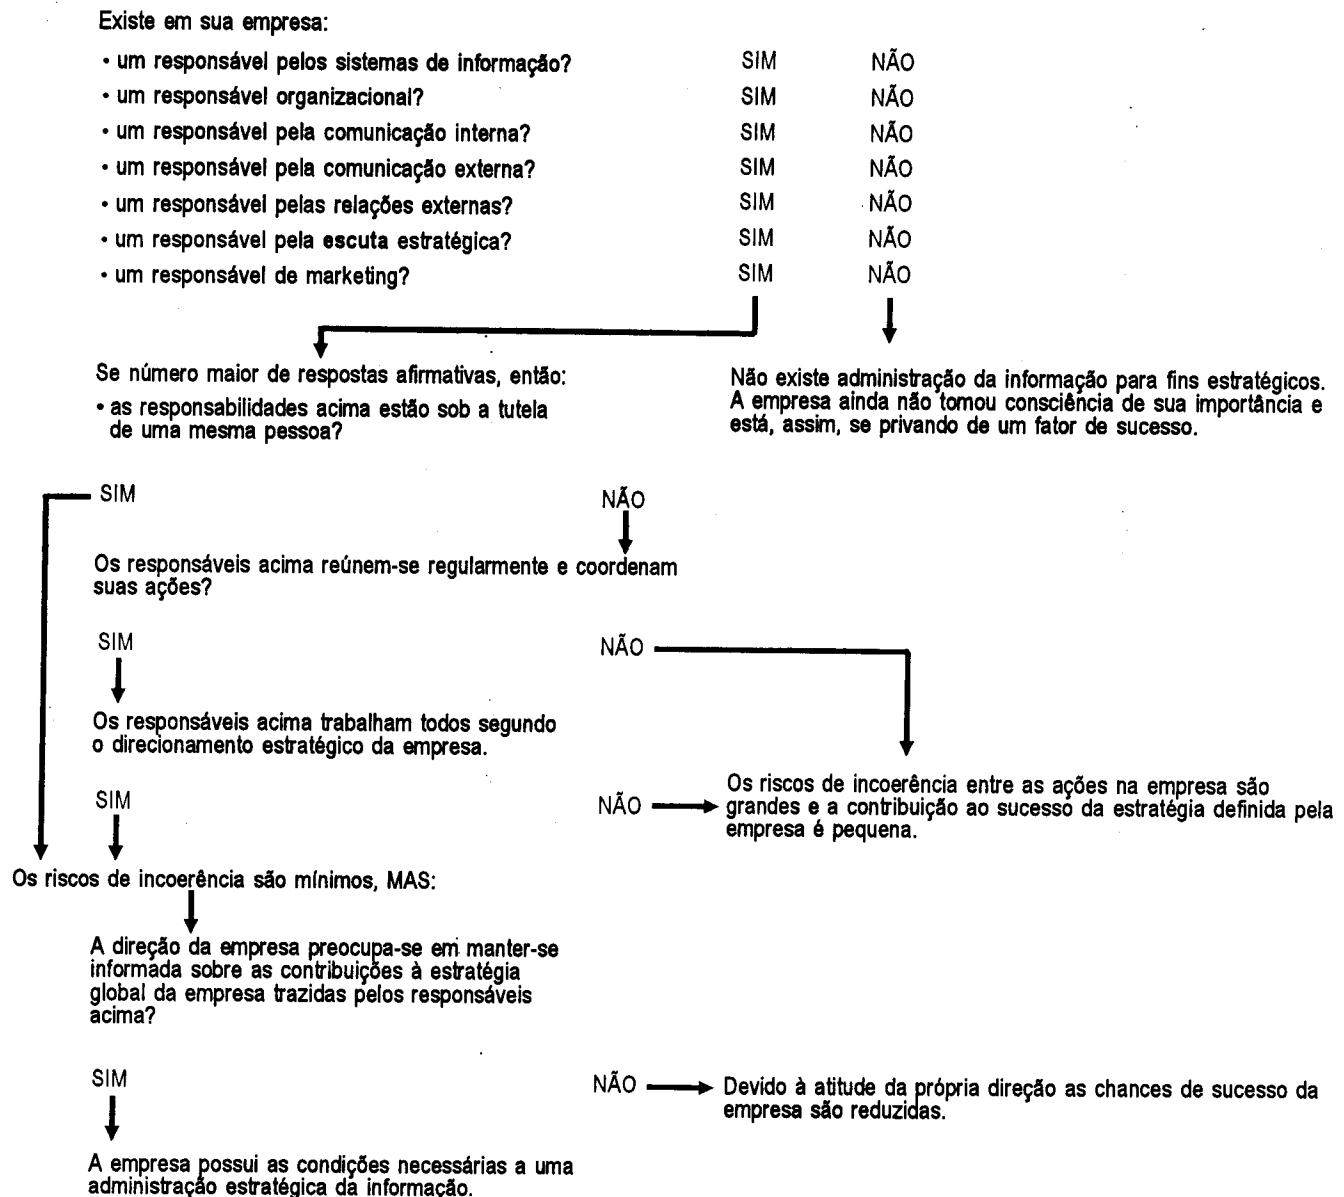 Existe em sua empresa:
• um responsável pelos sistemas de informação? SIM NÃO
• um responsável organizacional? SIM NÃO
• um responsável pela comunicação interna? SIM NÃO
• um responsável pela comunicação externa? SIM NÃO
• um responsável pelas relações externas? SIM NÃO
• um responsável pela escuta estratégica? SIM NÃO
• um responsável de marketing? SIM NÃO
Se número maior de respostas afirmativas, então:
• as responsabilidades acima estão sob a tutela
de uma mesma pessoa?
Não existe administração da informação para fins estratégicos.
A empresa ainda não tomou consciência de sua importância e
está, assim, se privando de um fator de sucesso.
SIM NÃO
Os responsáveis acima reúnem-se regularmente e coordenam
suas ações?
SIM NÃO
Os responsáveis acima trabalham todos segundo
o direcionamento estratégico da empresa.
SIM NÃO
Os riscos de incoerência entre as ações na empresa são
grandes e a contribuição ao sucesso da estratégia definida pela
empresa é pequena.
Os riscos de incoerência são mínimos, MAS:
A direção da empresa preocupa-se em manter-se
informada sobre as contribuições à estratégia
global da empresa trazidas pelos responsáveis
acima?
SIM NÃO
Devido à atitude da própria direção as chances de sucesso da
empresa são reduzidas.
A empresa possui as condições necessárias a uma
administração estratégica da informação.